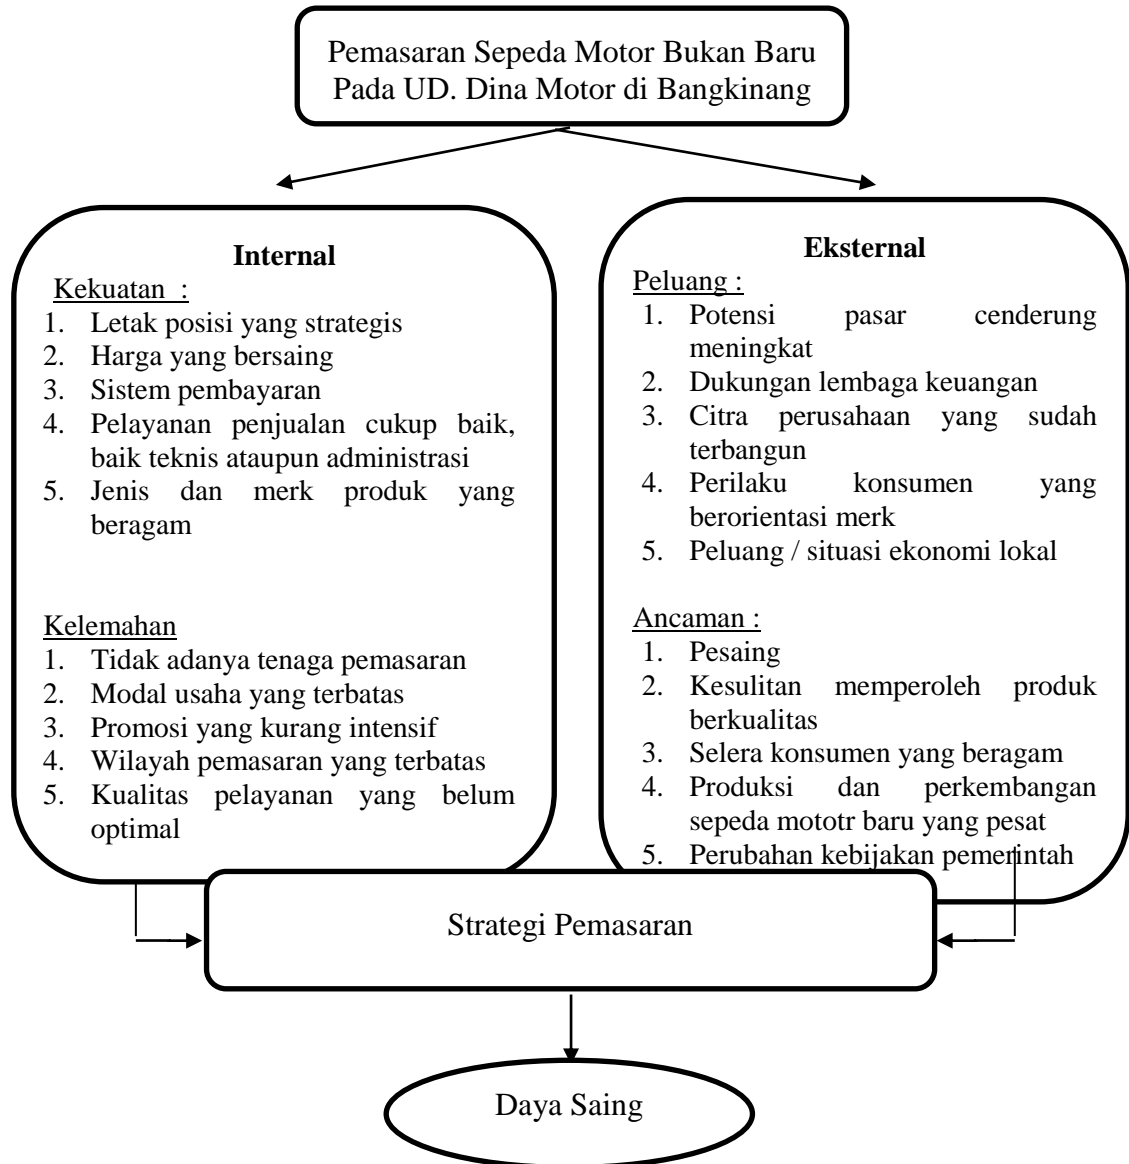 Pemasaran Sepeda Motor Bukan Baru
Pada UD. Dina Motor di Bangkinang
Internal
Kekuatan :
1. Letak posisi yang strategis
2. Harga yang bersaing
3. Sistem pembayaran
4. Pelayanan penjualan cukup baik,
baik teknis ataupun administrasi
5. Jenis dan merk produk yang
beragam
Kelemahan
1. Tidak adanya tenaga pemasaran
2. Modal usaha yang terbatas
3. Promosi yang kurang intensif
4. Wilayah pemasaran yang terbatas
5. Kualitas pelayanan yang belum
optimal
Eksternal
Peluang :
1. Potensi pasar cenderung
meningkat
2. Dukungan lembaga keuangan
3. Citra perusahaan yang sudah
terbangun
4. Perilaku konsumen yang
berorientasi merk
5. Peluang / situasi ekonomi lokal
Ancaman :
1. Pesaing
2. Kesulitan memperoleh produk
berkualitas
3. Selera konsumen yang beragam
4. Produksi dan perkembangan
sepeda mototr baru yang pesat
5. Perubahan kebijakan pemerintah
Strategi Pemasaran
Daya Saing